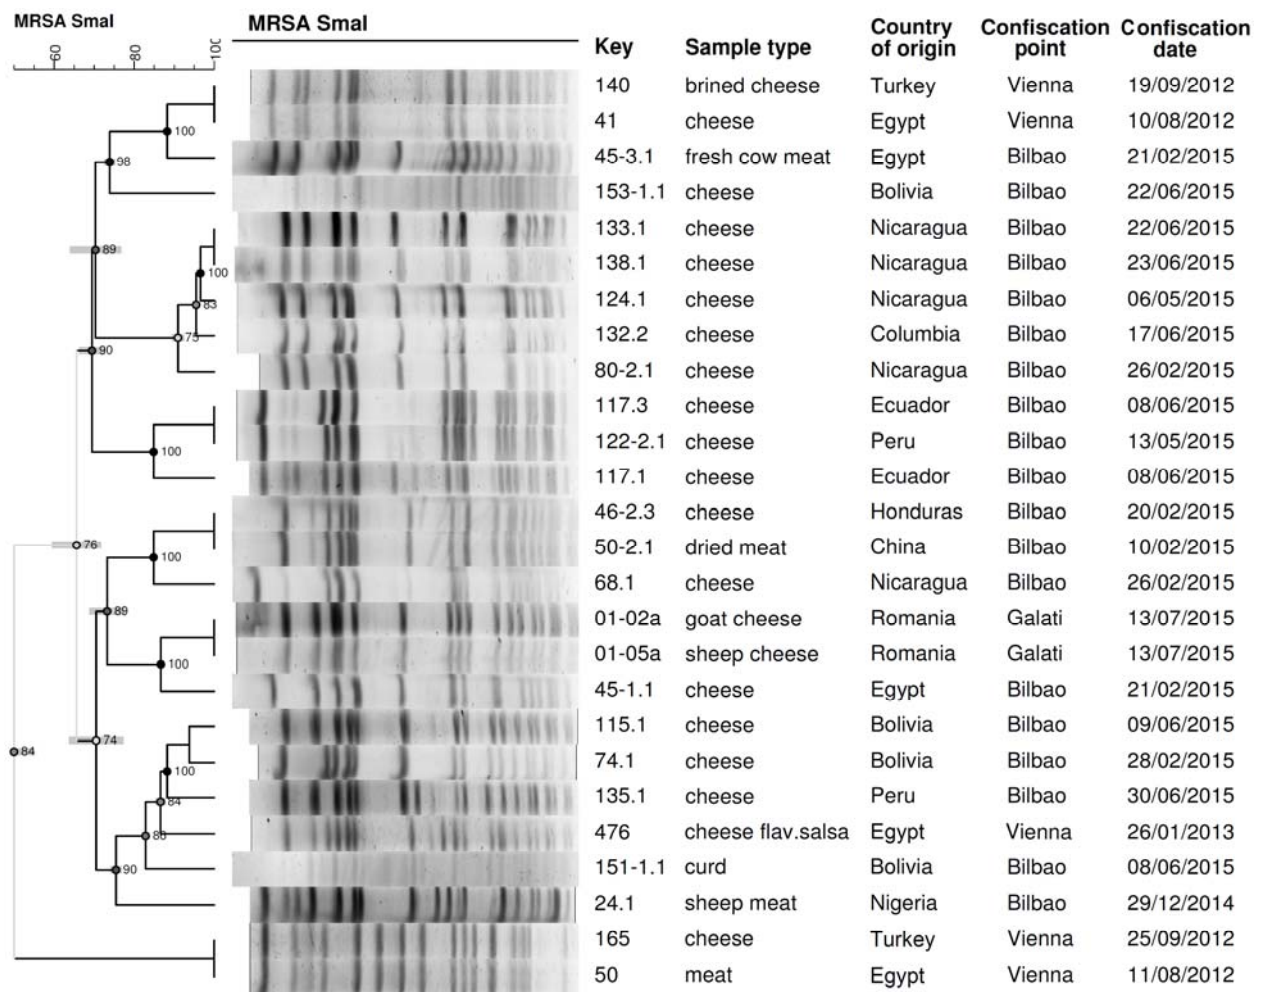 MRSA SmaI
MRSA SmaI
60
80
100
Key Sample type Country of origin Confiscation point Confiscation date
140 brined cheese Turkey Vienna 19/09/2012
41 cheese Egypt Vienna 10/08/2012
100
45-3.1 fresh cow meat Egypt Bilbao 21/02/2015
98
153-1.1 cheese Bolivia Bilbao 22/06/2015
133.1 cheese Nicaragua Bilbao 22/06/2015
89
138.1 cheese Nicaragua Bilbao 23/06/2015
100
124.1 cheese Nicaragua Bilbao 06/05/2015
83
132.2 cheese Columbia Bilbao 17/06/2015
75
90
80-2.1 cheese Nicaragua Bilbao 26/02/2015
117.3 cheese Ecuador Bilbao 08/06/2015
122-2.1 cheese Peru Bilbao 13/05/2015
100
117.1 cheese Ecuador Bilbao 08/06/2015
46-2.3 cheese Honduras Bilbao 20/02/2015
76
50-2.1 dried meat China Bilbao 10/02/2015
100
68.1 cheese Nicaragua Bilbao 26/02/2015
89
01-02a goat cheese Romania Galati 13/07/2015
01-05a sheep cheese Romania Galati 13/07/2015
100
45-1.1 cheese Egypt Bilbao 21/02/2015
115.1 cheese Bolivia Bilbao 09/06/2015
74
84
74.1 cheese Bolivia Bilbao 28/02/2015
100
135.1 cheese Peru Bilbao 30/06/2015
84
476 cheese flav.salsa Egypt Vienna 26/01/2013
151-1.1 curd Bolivia Bilbao 08/06/2015
90
24.1 sheep meat Nigeria Bilbao 29/12/2014
165 cheese Turkey Vienna 25/09/2012
50 meat Egypt Vienna 11/08/2012